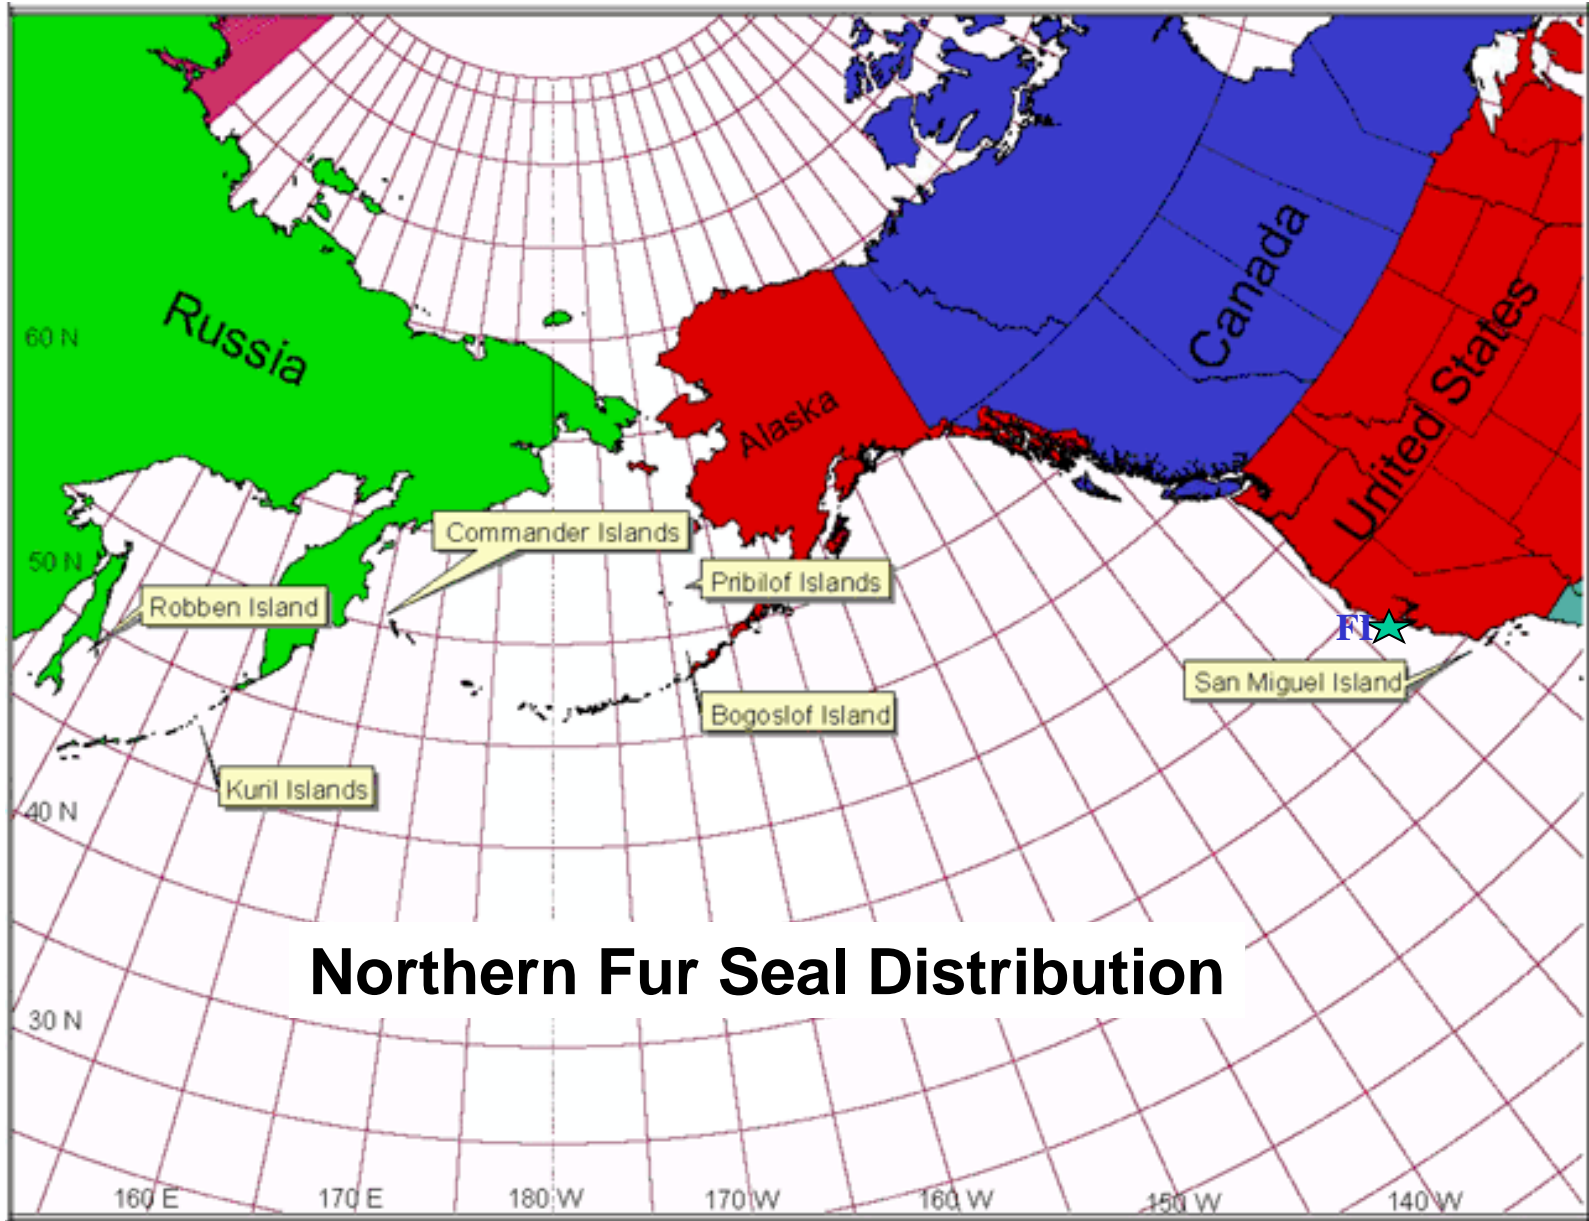 Russia
Canada
United States
Alaska
60 N
50 N
40 N
30 N
Commander Islands
Pribilof Islands
Robben Island
FI
San Miguel Island
Bogoslof Island
Kuril Islands
Northern Fur Seal Distribution
160 E
170 E
180 W
170 W
160 W
150 W
140 W